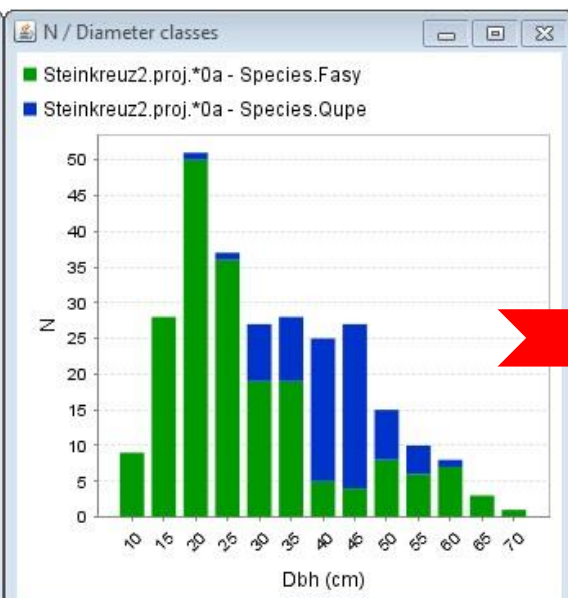 N / Diameter classes
Steinkreuz2.proj.*0a - Species.Fasy
Steinkreuz2.proj.*0a - Species.Qupe
50
45
40
35
30
25
20
15
10
5
0
N
10 15 20 25 30 35 40 45 50 55 60 65 70
Dbh (cm)